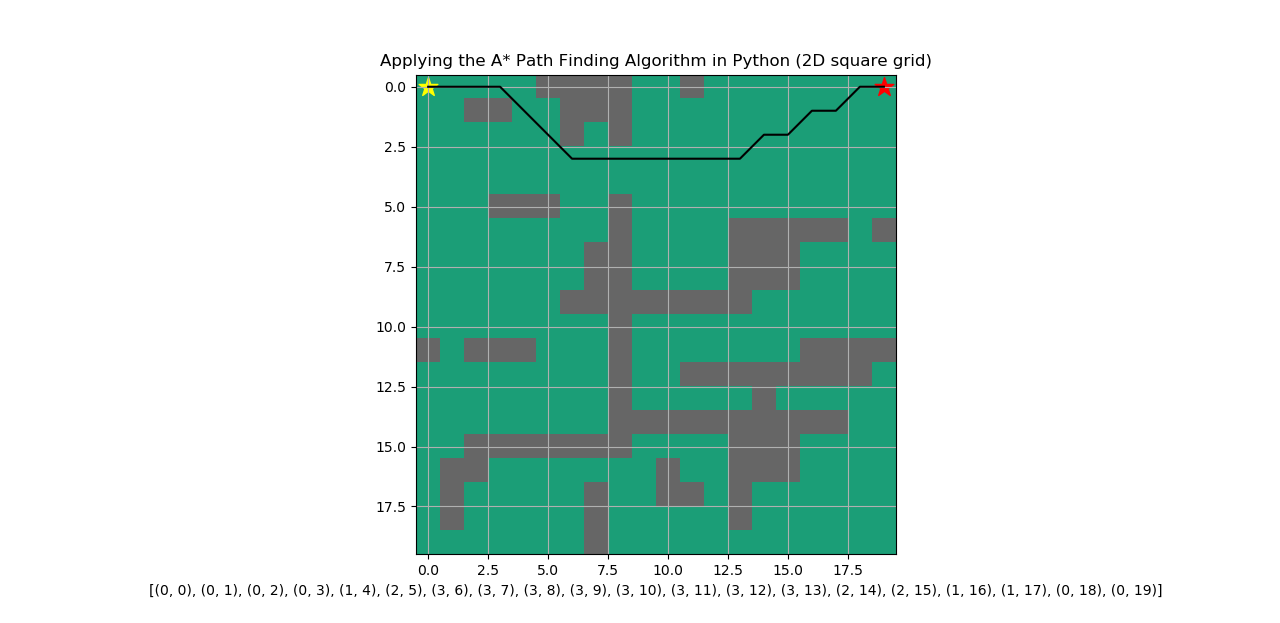 Applying the A* Path Finding Algorithm in Python (2D square grid)
0.0
2.5
5.0
7.5
10.0
12.5
15.0
17.5
0.0 2.5 5.0 7.5 10.0 12.5 15.0 17.5
[(0, 0), (0, 1), (0, 2), (0, 3), (1, 4), (2, 5), (3, 6), (3, 7), (3, 8), (3, 9), (3, 10), (3, 11), (3, 12), (3, 13), (2, 14), (2, 15), (1, 16), (1, 17), (0, 18), (0, 19)]